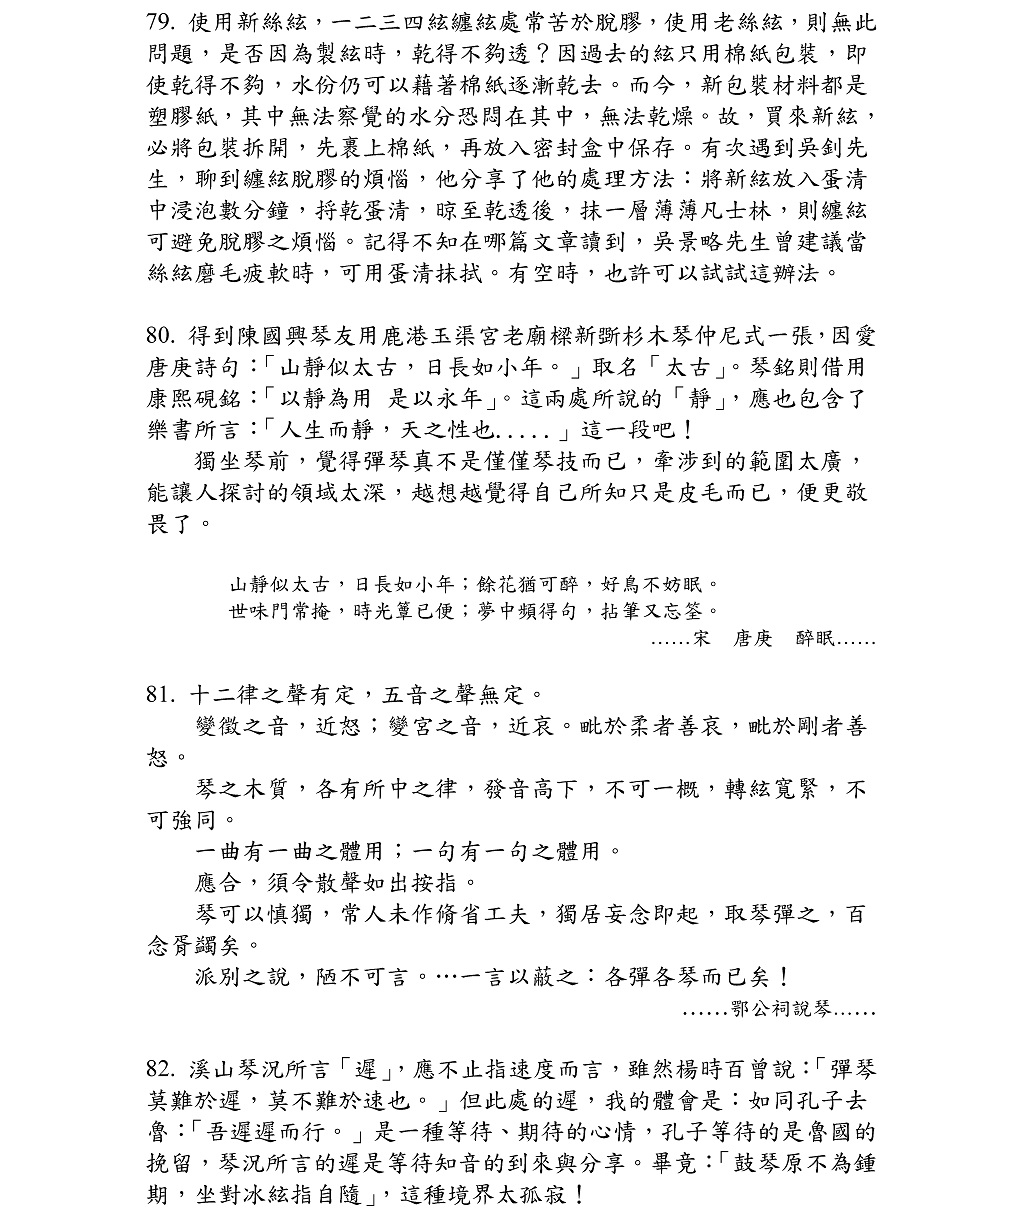 79. 使用新絲絃，一二三四絃纏絃處常苦於脫膠，使用老絲絃，則無此
問題，是否因為製絃時，乾得不夠透？因過去的絃只用棉紙包裝，即
使乾得不夠，水份仍可以藉著棉紙逐漸乾去。而今，新包裝材料都是
塑膠紙，其中無法察覺的水分恐悶在其中，無法乾燥。故，買來新絃，
必將包裝拆開，先裹上棉紙，再放入密封盒中保存。有次遇到吳釗先
生，聊到纏絃脫膠的煩惱，他分享了他的處理方法：將新絃放入蛋清
中浸泡數分鐘，捋乾蛋清，晾至乾透後，抹一層薄薄凡士林，則纏絃
可避免脫膠之煩惱。記得不知在哪篇文章讀到，吳景略先生曾建議當
絲絃磨毛疲軟時，可用蛋清抹拭。有空時，也許可以試試這辦法。
80. 得到陳國興琴友用鹿港玉渠宮老廟樑新斲杉木琴仲尼式一張，因愛
唐庚詩句：「山靜似太古，日長如小年。」取名「太古」。琴銘則借用
康熙硯銘：「以靜為用 是以永年」。這兩處所說的「靜」，應也包含了
樂書所言：「人生而靜，天之性也.....」這一段吧！
獨坐琴前，覺得彈琴真不是僅僅琴技而已，牽涉到的範圍太廣，
能讓人探討的領域太深，越想越覺得自己所知只是皮毛而已，便更敬
畏了。
山靜似太古，日長如小年；餘花猶可醉，好鳥不妨眠。
世味門常掩，時光簟已便；夢中頻得句，拈筆又忘筌。
……宋　唐庚　醉眠……
81. 十二律之聲有定，五音之聲無定。
變徵之音，近怒；變宮之音，近哀。毗於柔者善哀，毗於剛者善
怒。
琴之木質，各有所中之律，發音高下，不可一概，轉絃寬緊，不
可強同。
一曲有一曲之體用；一句有一句之體用。
應合，須令散聲如出按指。
琴可以慎獨，常人未作脩省工夫，獨居妄念即起，取琴彈之，百
念胥蠲矣。
派別之說，陋不可言。…一言以蔽之：各彈各琴而已矣！
……鄂公祠說琴……
82. 溪山琴況所言「遲」，應不止指速度而言，雖然楊時百曾說：「彈琴
莫難於遲，莫不難於速也。」但此處的遲，我的體會是：如同孔子去
魯：「吾遲遲而行。」是一種等待、期待的心情，孔子等待的是魯國的
挽留，琴況所言的遲是等待知音的到來與分享。畢竟：「鼓琴原不為鍾
期，坐對冰絃指自隨」，這種境界太孤寂！